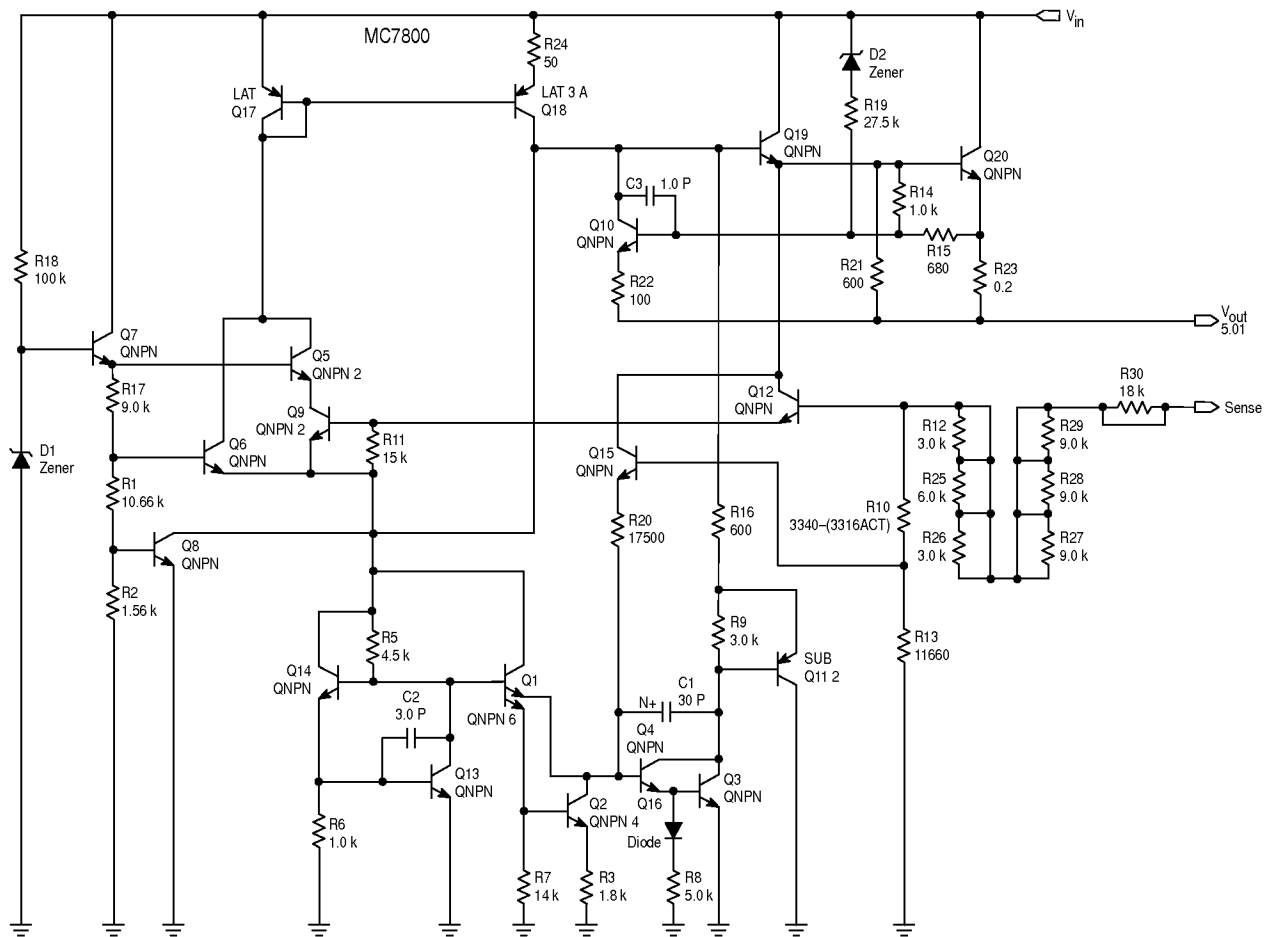 MC7800
Vin
R24
50
D2
Zener
LAT
Q17
LAT 3 A
Q18
R19
27.5 k
Q19
QNPN
Q20
QNPN
C3
1.0 P
R14
1.0 k
Q10
QNPN
R15
680
R18
100 k
R22
100
R21
600
R23
0.2
Vout
5.01
Q7
QNPN
Q5
QNPN 2
R17
9.0 k
R30
18 k
Sense
Q12
QNPN
Q9
QNPN 2
R11
15 k
R12
3.0 k
R29
9.0 k
D1
Zener
Q6
QNPN
Q15
QNPN
R1
10.66 k
R25
6.0 k
R28
9.0 k
R20
17500
R16
600
R10
3340–(3316ACT)
Q8
QNPN
R26
3.0 k
R27
9.0 k
R2
1.56 k
R5
4.5 k
R9
3.0 k
R13
11660
Q14
QNPN
Q1
QNPN 6
SUB
Q11 2
C2
3.0 P
N+
C1
30 P
Q4
QNPN
Q13
QNPN
Q3
QNPN
Q16
Q2
QNPN 4
R6
1.0 k
Diode
R7
14 k
R3
1.8 k
R8
5.0 k